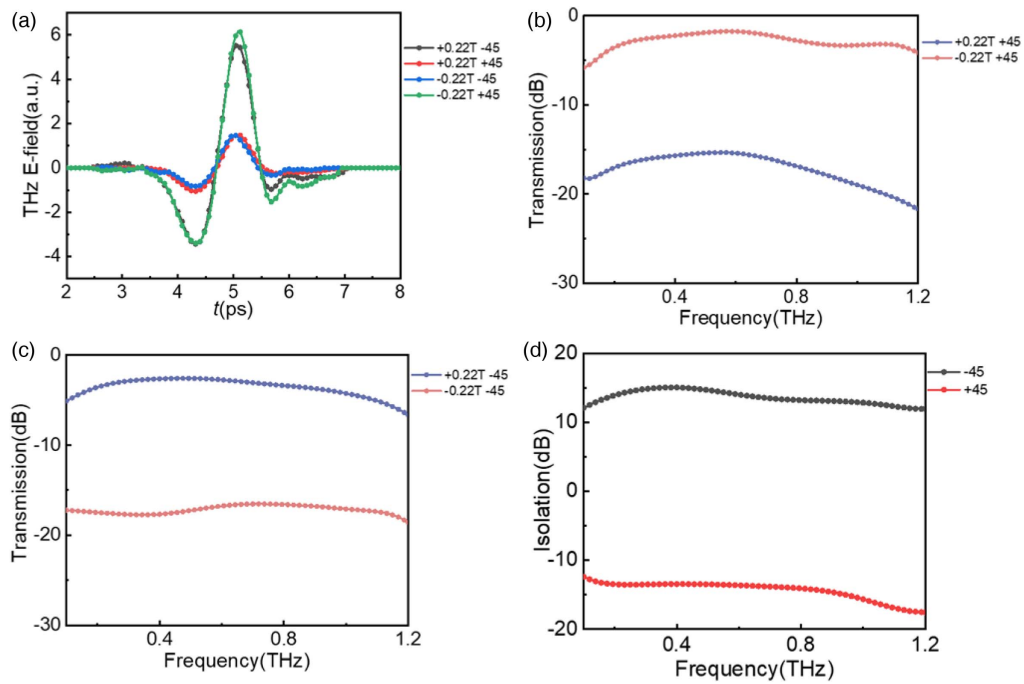 (a)
THz E-field(a.u.)
6
4
2
0
-2
-4
2 3 4 5 6 7 8
t(ps)
+0.22T -45
+0.22T +45
-0.22T -45
-0.22T +45
(b)
Transmission(dB)
0
-10
-20
-30
0.4 0.8 1.2
Frequency(THz)
+0.22T +45
-0.22T +45
(c)
Transmission(dB)
0
-10
-20
-30
0.4 0.8 1.2
Frequency(THz)
+0.22T -45
-0.22T -45
(d)
Isolation(dB)
20
10
0
-10
-20
0.4 0.8 1.2
Frequency(THz)
-45
+45